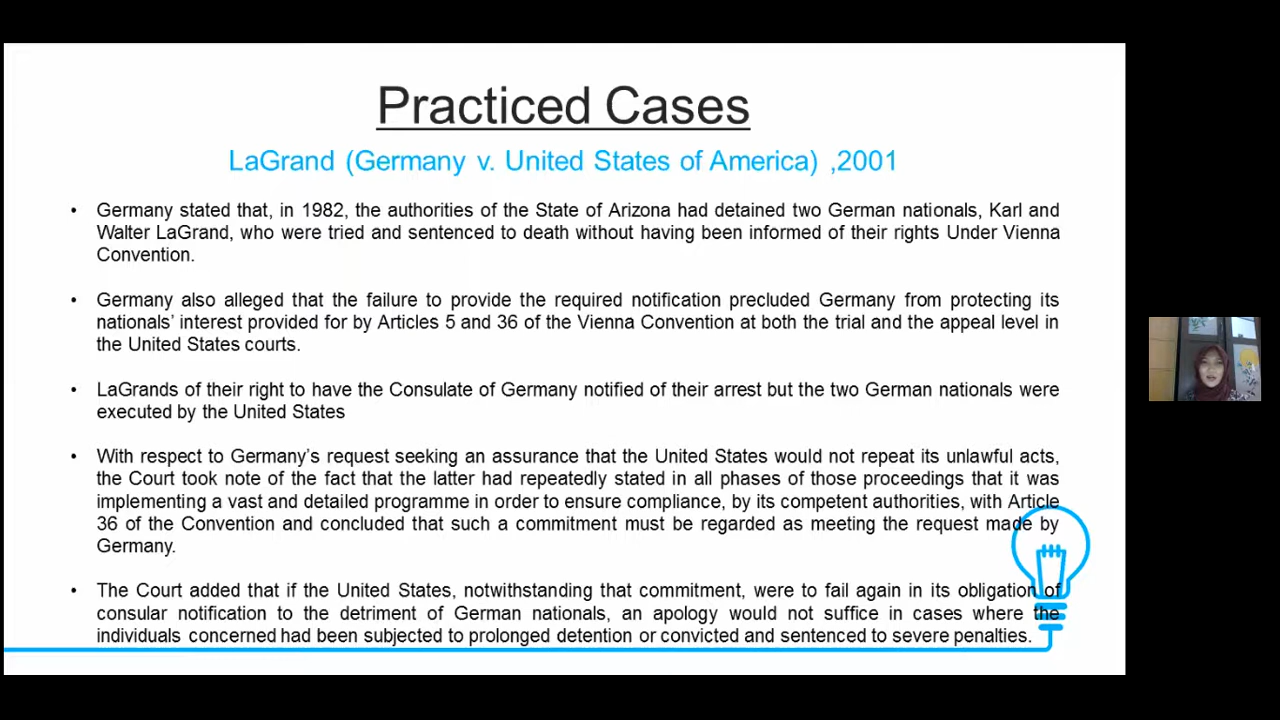 Practiced Cases
LaGrand (Germany v. United States of America) ,2001
• Germany stated that, in 1982, the authorities of the State of Arizona had detained two German nationals, Karl and
Walter LaGrand, who were tried and sentenced to death without having been informed of their rights Under Vienna
Convention.
• Germany also alleged that the failure to provide the required notification precluded Germany from protecting its
nationals’ interest provided for by Articles 5 and 36 of the Vienna Convention at both the trial and the appeal level in
the United States courts.
• LaGrands of their right to have the Consulate of Germany notified of their arrest but the two German nationals were
executed by the United States
• With respect to Germany’s request seeking an assurance that the United States would not repeat its unlawful acts,
the Court took note of the fact that the latter had repeatedly stated in all phases of those proceedings that it was
implementing a vast and detailed programme in order to ensure compliance, by its competent authorities, with Article
36 of the Convention and concluded that such a commitment must be regarded as meeting the request made by
Germany.
• The Court added that if the United States, notwithstanding that commitment, were to fail again in its obligation of
consular notification to the detriment of German nationals, an apology would not suffice in cases where the
individuals concerned had been subjected to prolonged detention or convicted and sentenced to severe penalties.